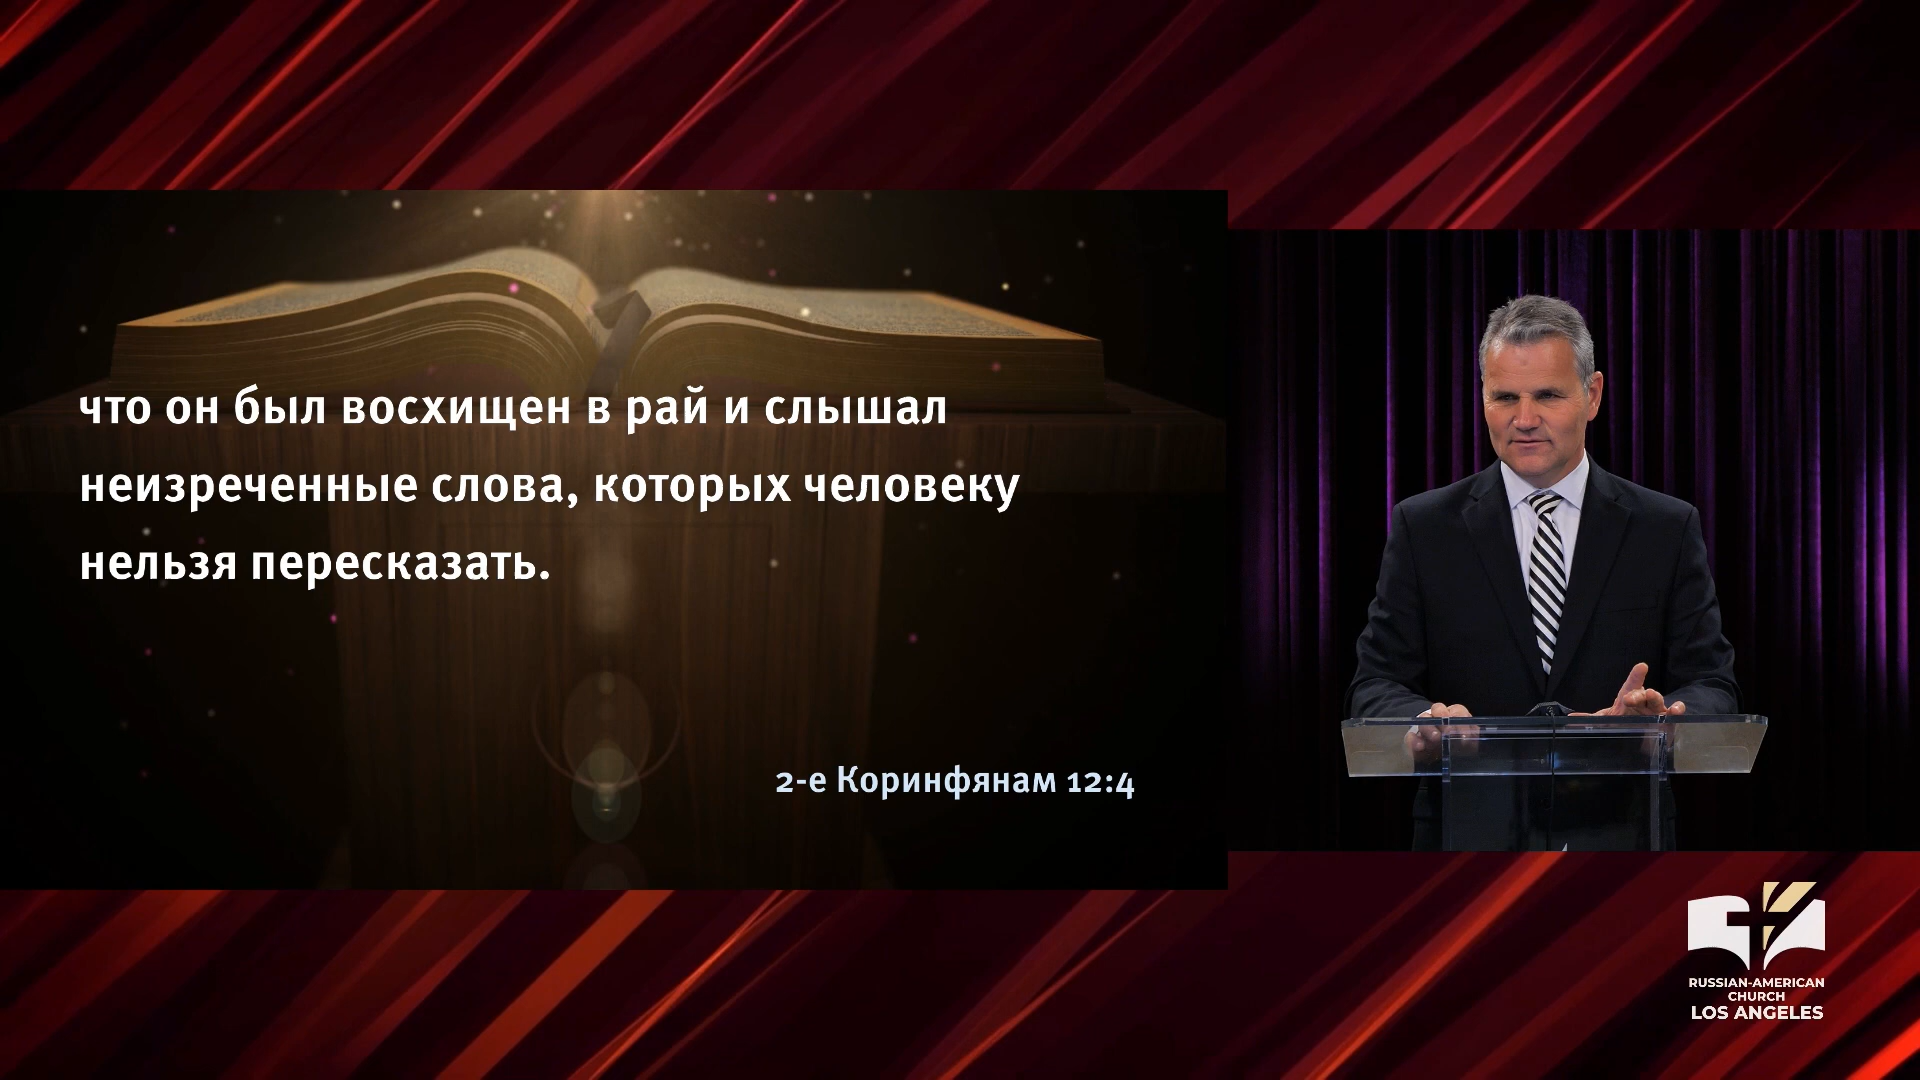 что он был восхищен в рай и слышал
неизреченные слова, которых человеку
нельзя пересказать.
2-е Коринфянам 12:4
RUSSIAN-AMERICAN
CHURCH
LOS ANGELES